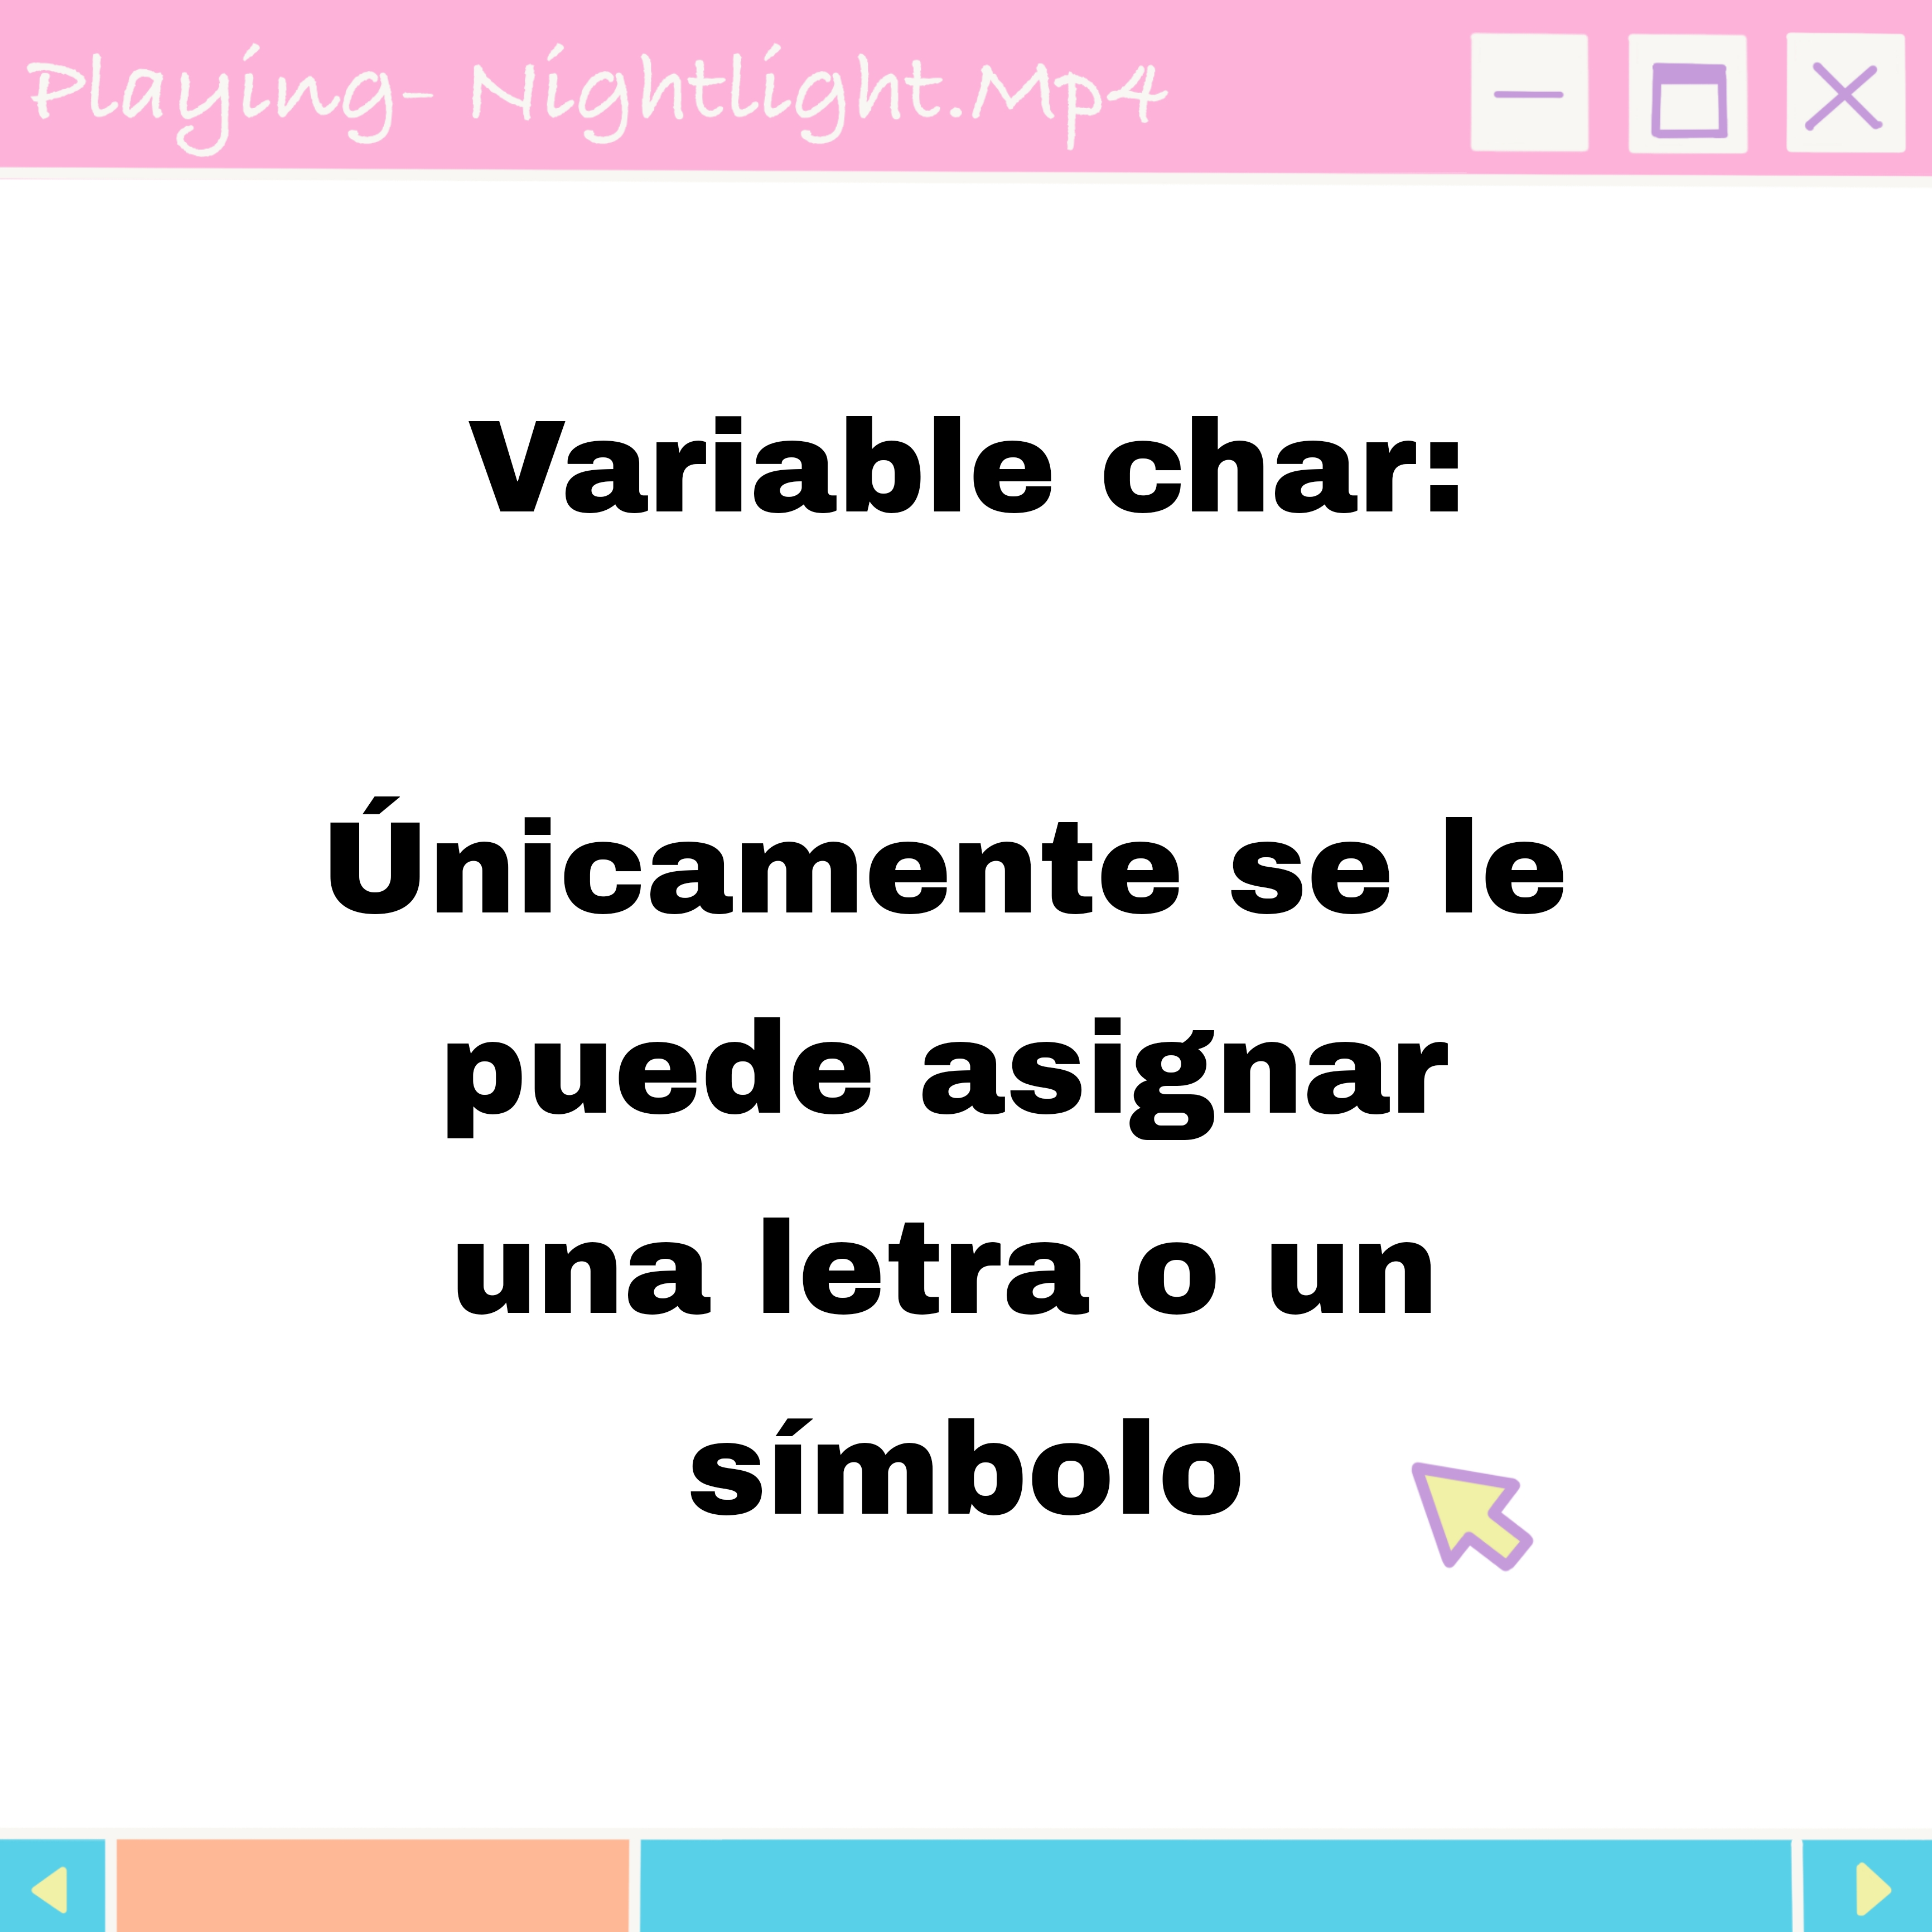 Playing- Nightlight.Mp4
Variable char:
Únicamente se le
puede asignar
una letra o un
símbolo